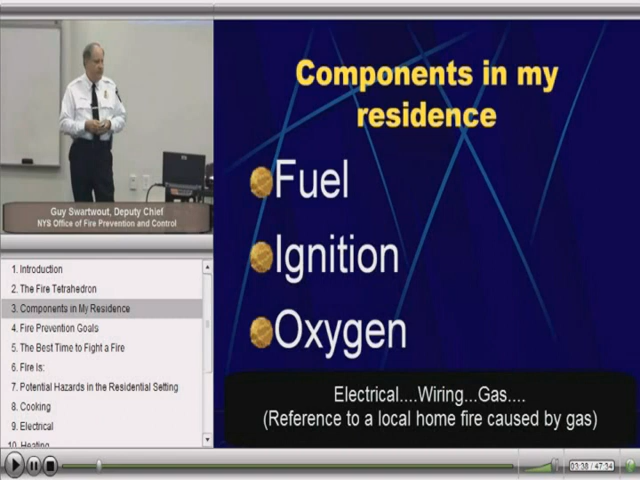 Components in my
residence
Fuel
Ignition
Oxygen
Electrical....Wiring...Gas....
(Reference to a local home fire caused by gas)
Guy Swartwout, Deputy Chief
NYS Office of Fire Prevention and Control
1. Introduction
2. The Fire Tetrahedron
3. Components in My Residence
4. Fire Prevention Goals
5. The Best Time to Fight a Fire
6. Fire Is:
7. Potential Hazards in the Residential Setting
8. Cooking
9. Electrical
10. Heating
03:38 / 47:34